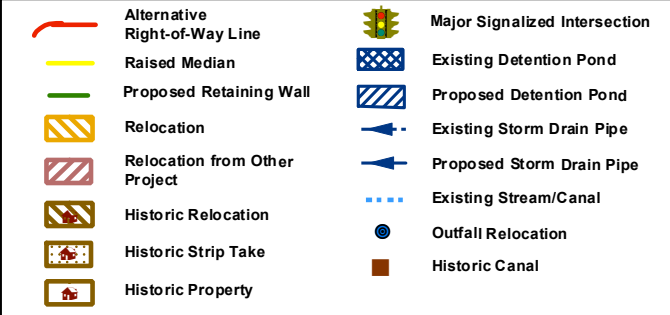 Alternative
Right-of-Way Line
Raised Median
Proposed Retaining Wall
Relocation
Relocation from Other
Project
Historic Relocation
Historic Strip Take
Historic Property
Major Signalized Intersection
Existing Detention Pond
Proposed Detention Pond
Existing Storm Drain Pipe
Proposed Storm Drain Pipe
Existing Stream/Canal
Outfall Relocation
Historic Canal